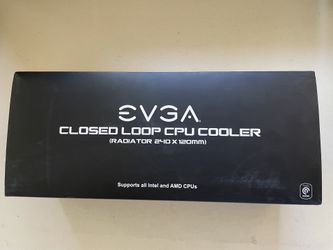 EVGA
CLOSED LOOP CPU COOLER
(RADIATOR 240 X 120mm)
Supports all Intel and AMD CPUs